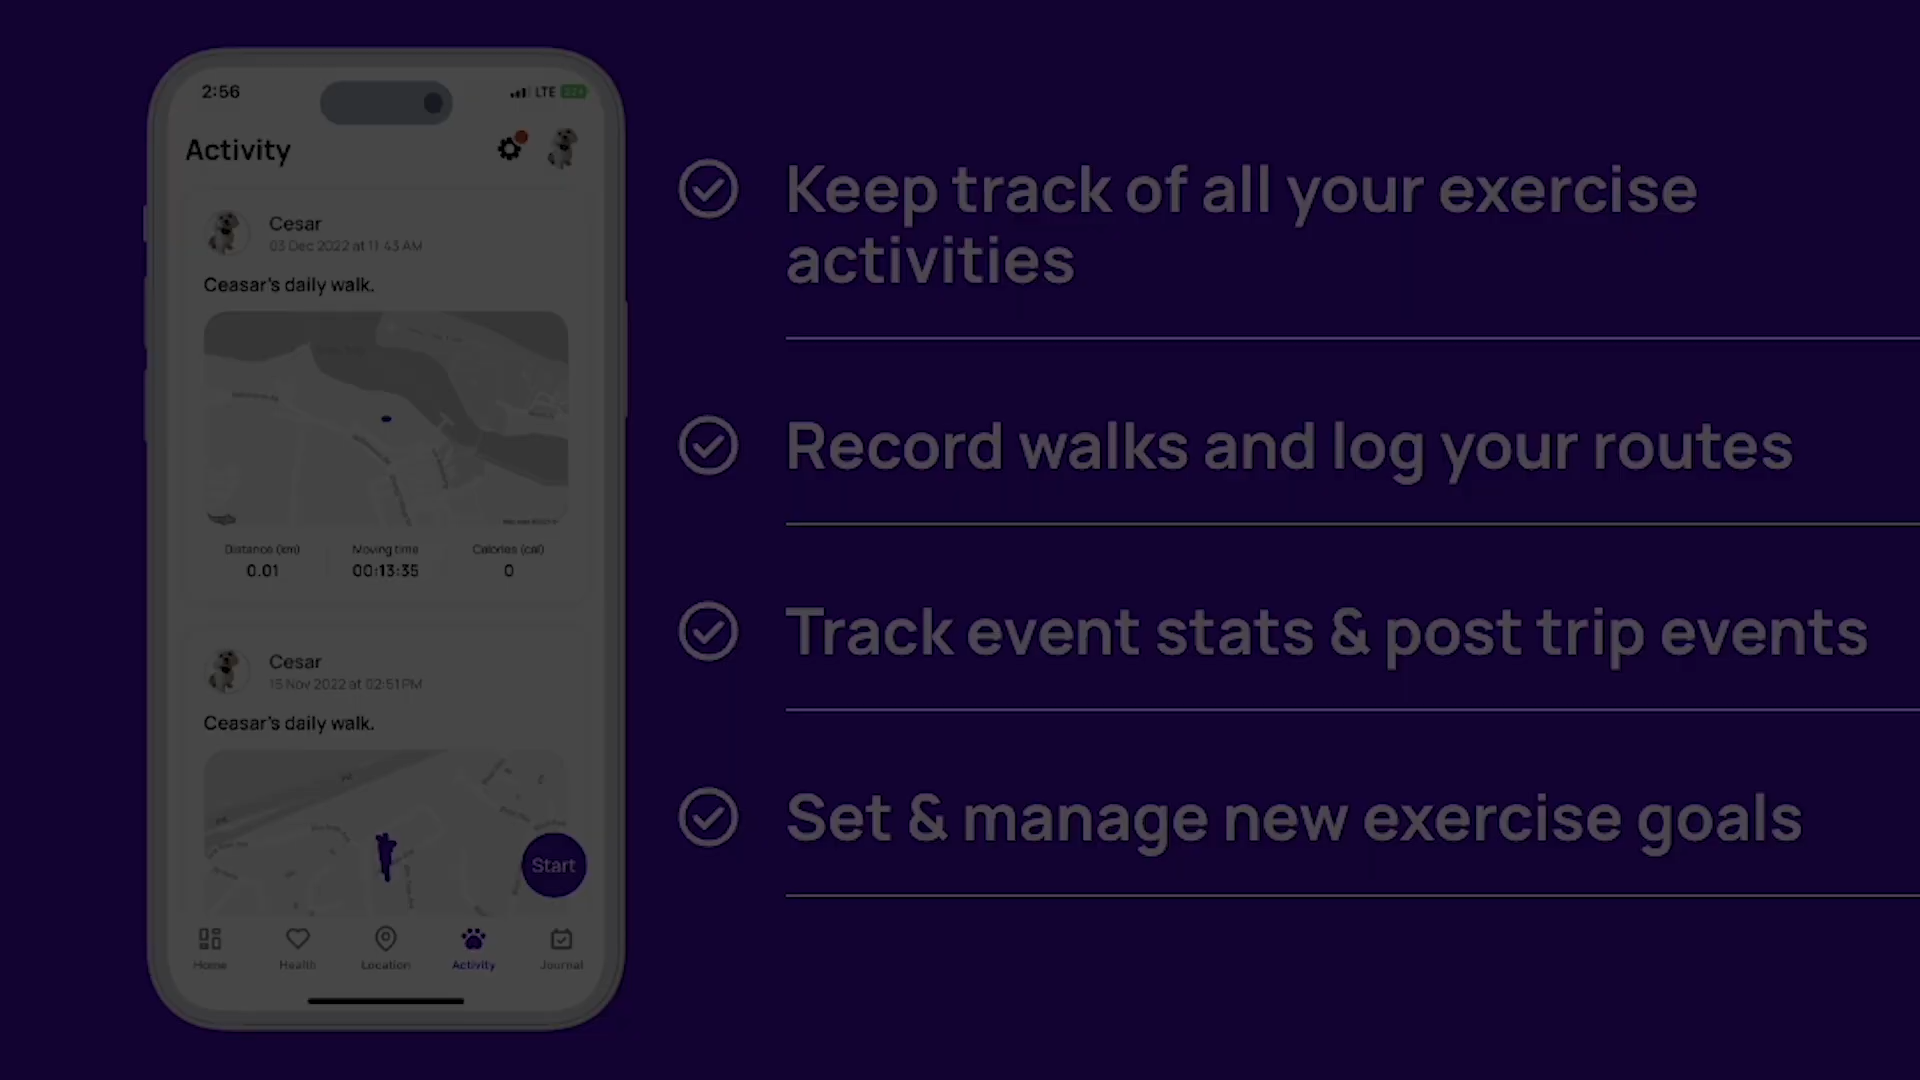 2:56
LTE
Activity
Cesar
03 Dec 2022 at 11:43 AM
Ceasar's daily walk.
Distance (km)
Moving time
Calories (cal)
0.01
00:13:35
0
Cesar
15 Nov 2022 at 02:51 PM
Ceasar's daily walk.
Start
Home
Health
Location
Activity
Journal
Keep track of all your exercise
activities
Record walks and log your routes
Track event stats & post trip events
Set & manage new exercise goals